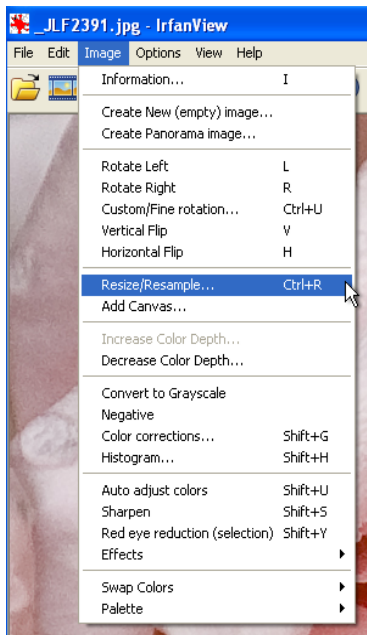 _JLF2391.jpg - IrfanView
File Edit Image Options View Help
Information... I
Create New (empty) image...
Create Panorama image...
Rotate Left L
Rotate Right R
Custom/Fine rotation... Ctrl+U
Vertical Flip V
Horizontal Flip H
Resize/Resample... Ctrl+R
Add Canvas...
Increase Color Depth...
Decrease Color Depth...
Convert to Grayscale
Negative
Color corrections... Shift+G
Histogram... Shift+H
Auto adjust colors Shift+U
Sharpen Shift+S
Red eye reduction (selection) Shift+Y
Effects
Swap Colors
Palette